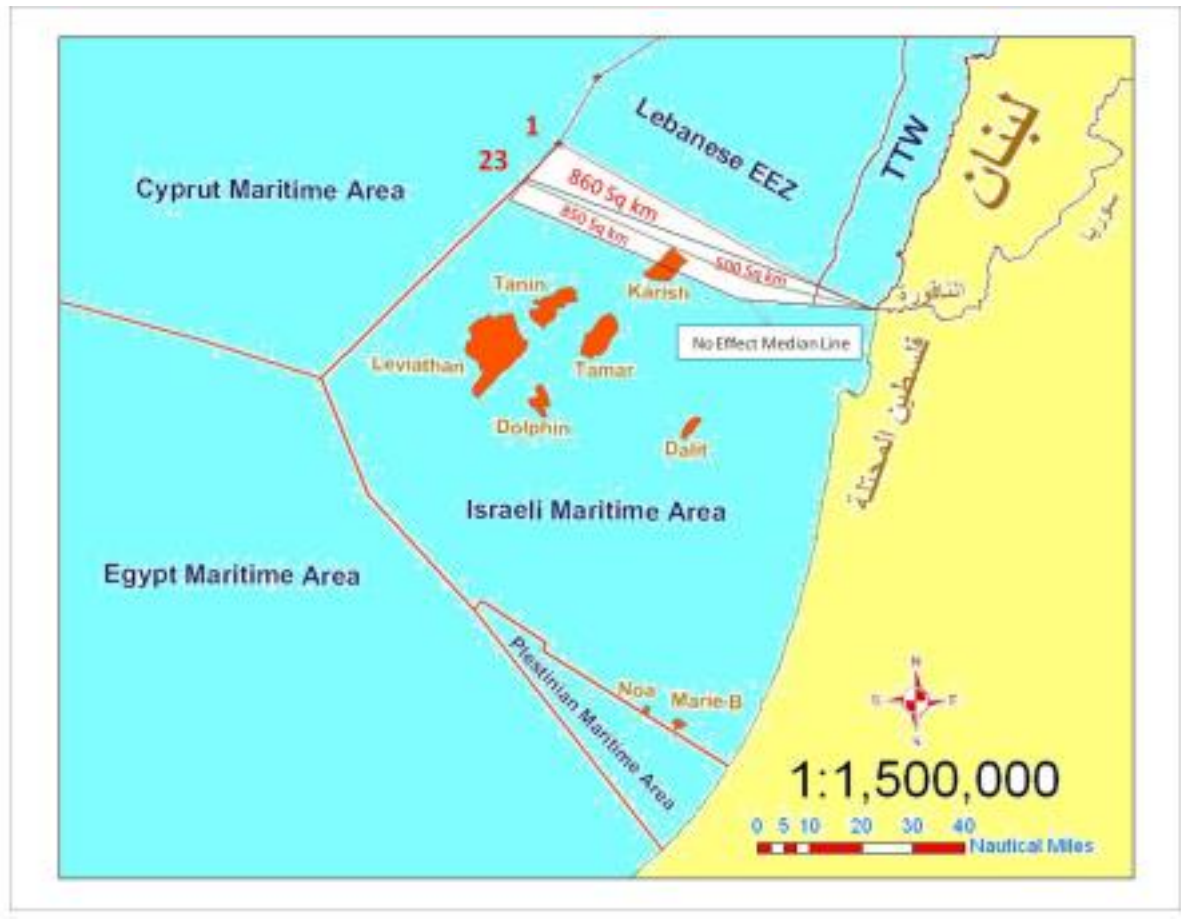 1
23
Lebanese EEZ
TTW
لبنان
Cyprut Maritime Area
860 Sq km
850 Sq km
500 Sq km
سوريا
Tanin
Karish
الناقورة
No Effect Median Line
Leviathan
Tamar
فلسطين المحتلة
Dolphin
Dalit
Israeli Maritime Area
Egypt Maritime Area
Plestinian Maritime Area
Noa
Marie-B
N
1:1,500,000
0 5 10 20 30 40
Nautical Miles